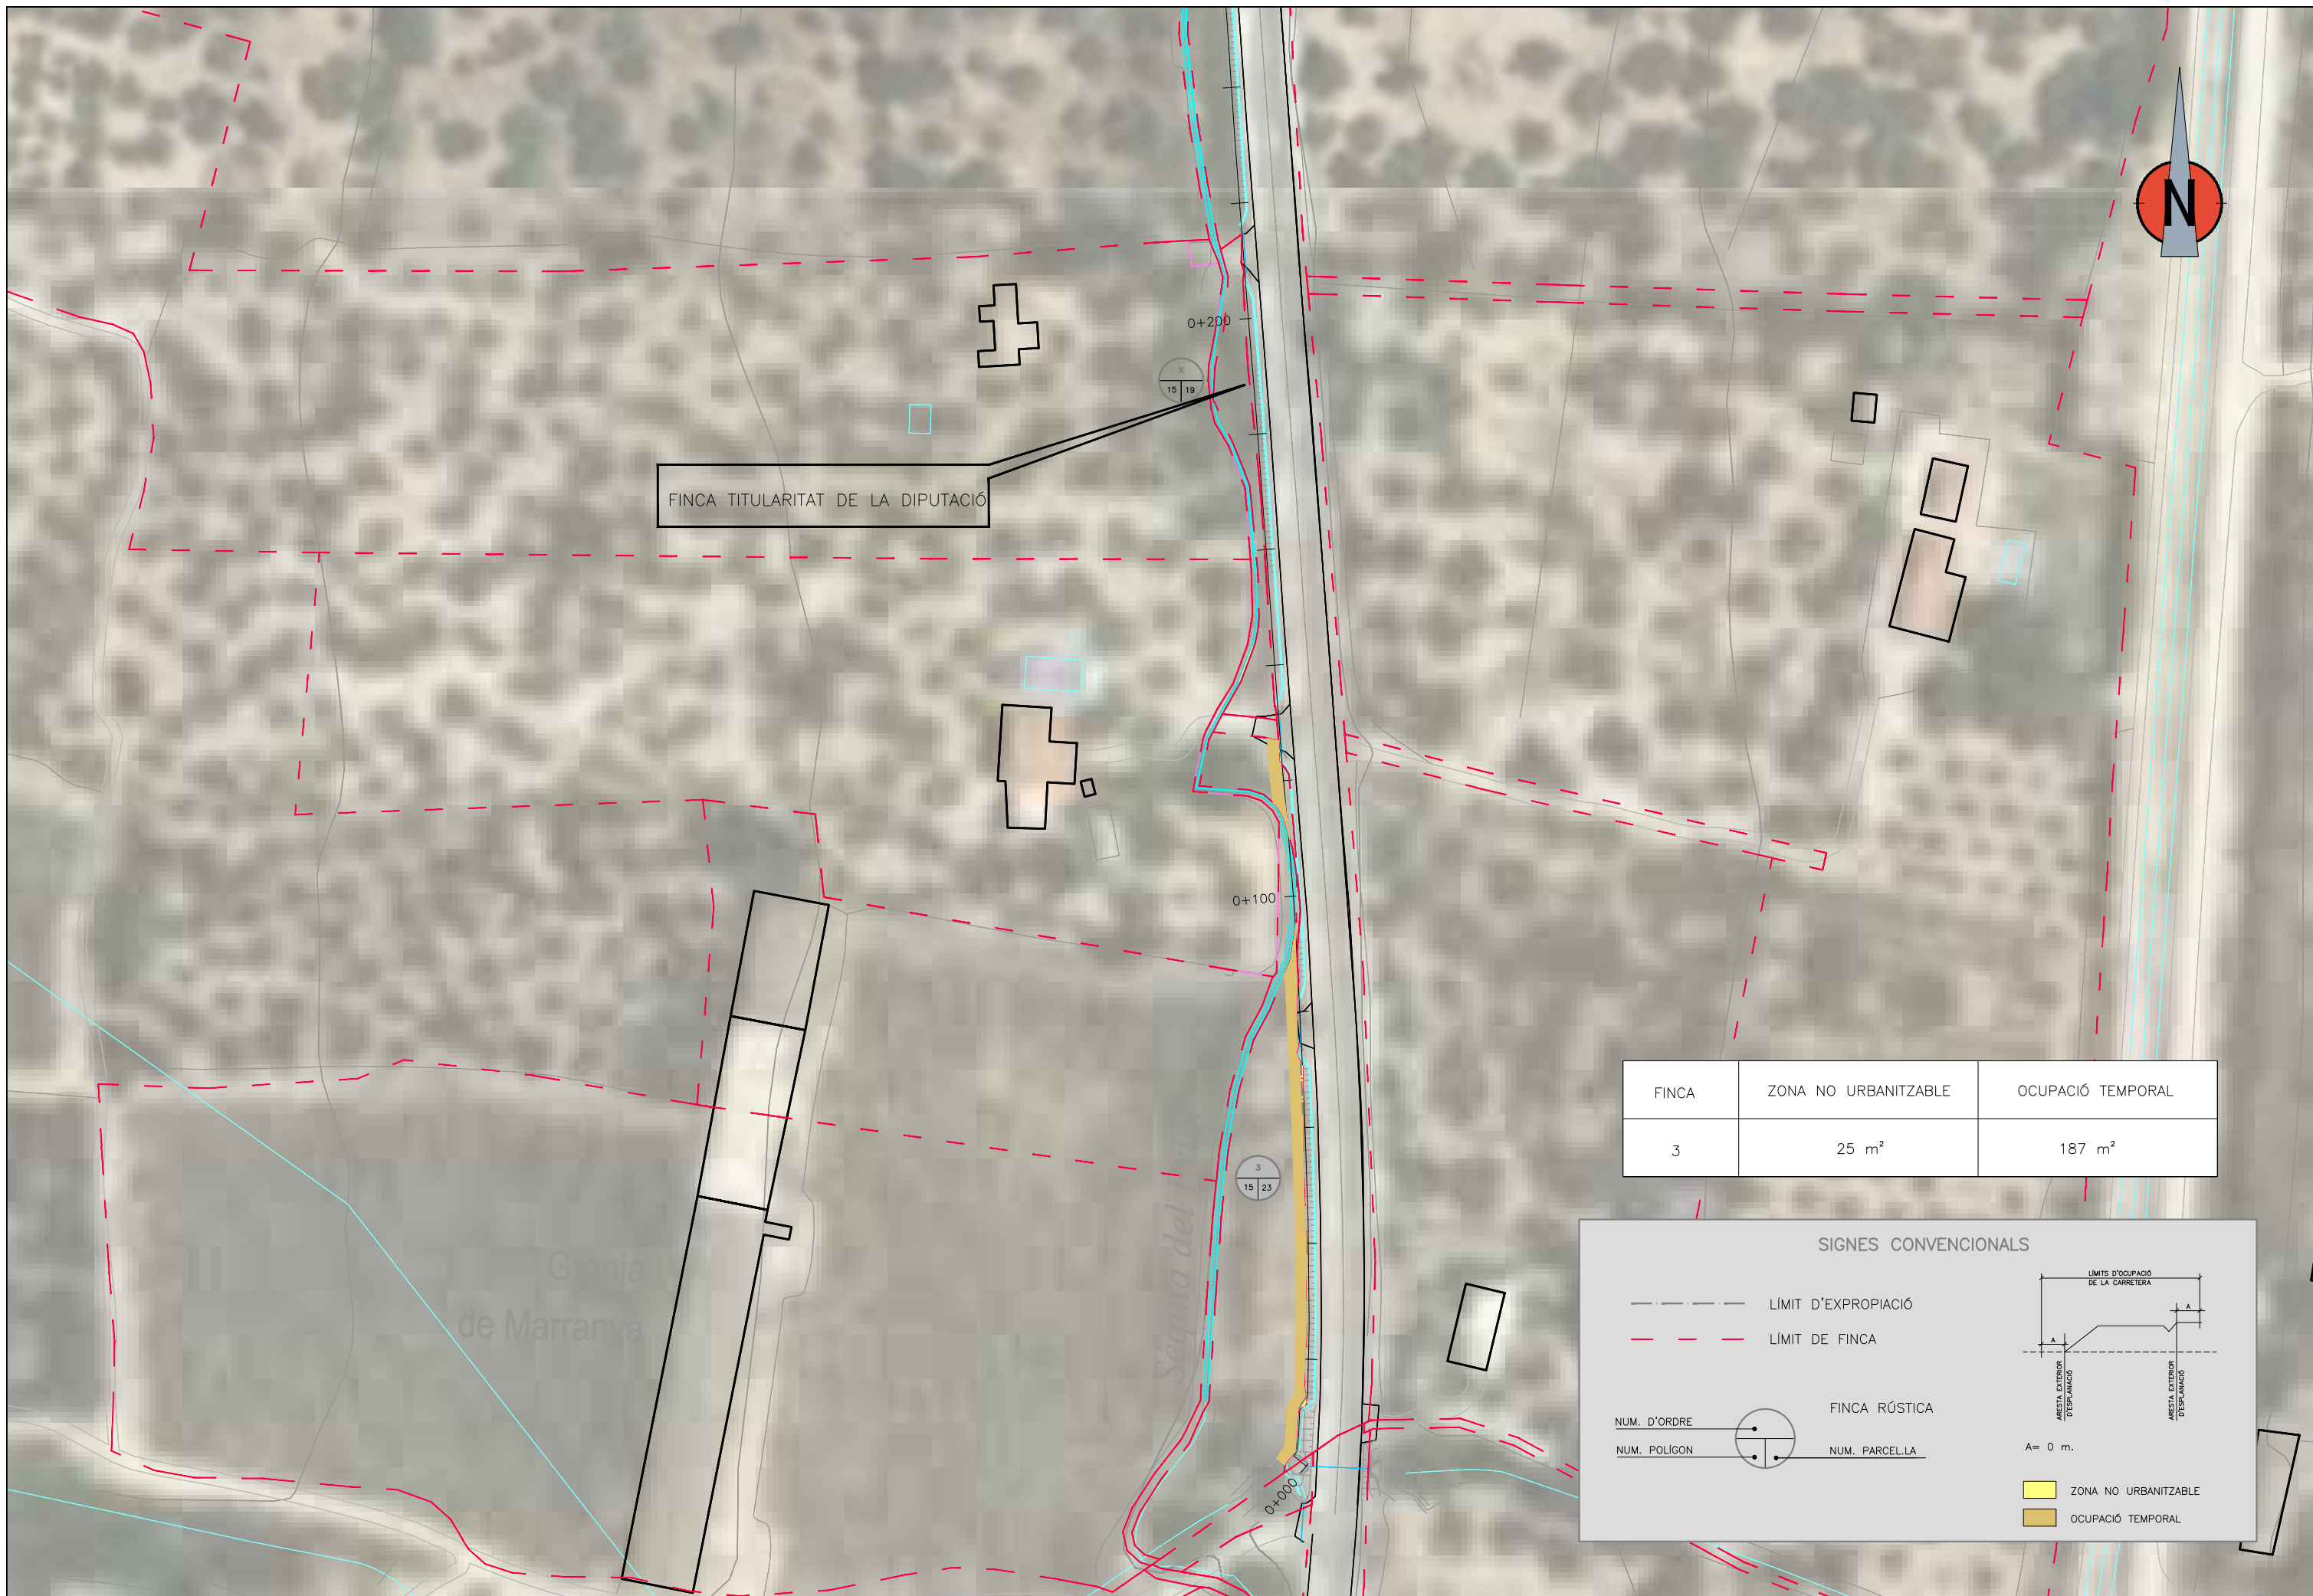 N
0+200
X
15 19
FINCA TITULARITAT DE LA DIPUTACIÓ
0+100
FINCA ZONA NO URBANITZABLE OCUPACIÓ TEMPORAL
3 25 m² 187 m²
3
15 23
Granja
de Marranyà
0+000
SIGNES CONVENCIONALS
LÍMIT D'EXPROPIACIÓ
LÍMIT DE FINCA
LÍMITS D'OCUPACIÓ
DE LA CARRETERA
A
A
ARESTA EXTERIOR
D'ESPLANACIÓ
ARESTA EXTERIOR
D'ESPLANACIÓ
FINCA RÚSTICA
NUM. D'ORDRE
NUM. POLÍGON
NUM. PARCEL.LA
A= 0 m.
ZONA NO URBANITZABLE
OCUPACIÓ TEMPORAL
Séquia del